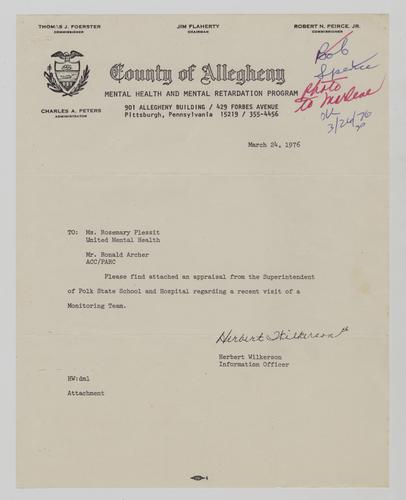 THOMAS J. FOERSTER
COMMISSIONER
JIM FLAHERTY
CHAIRMAN
ROBERT N. PEIRCE, JR.
COMMISSIONER
CHARLES A. PETERS
ADMINISTRATOR
County of Allegheny
MENTAL HEALTH AND MENTAL RETARDATION PROGRAM
901 ALLEGHENY BUILDING / 429 FORBES AVENUE
Pittsburgh, Pennsylvania 15219 / 355-4456
Bob
Spence
Photo
to Marlene
3/26/76
March 24, 1976
TO: Ms. Rosemary Plessit
United Mental Health
Mr. Ronald Archer
ACC/PARC
Please find attached an appraisal from the Superintendent
of Polk State School and Hospital regarding a recent visit of a
Monitoring Team.
Herbert Wilkerson
Herbert Wilkerson
Information Officer
HW:dml
Attachment